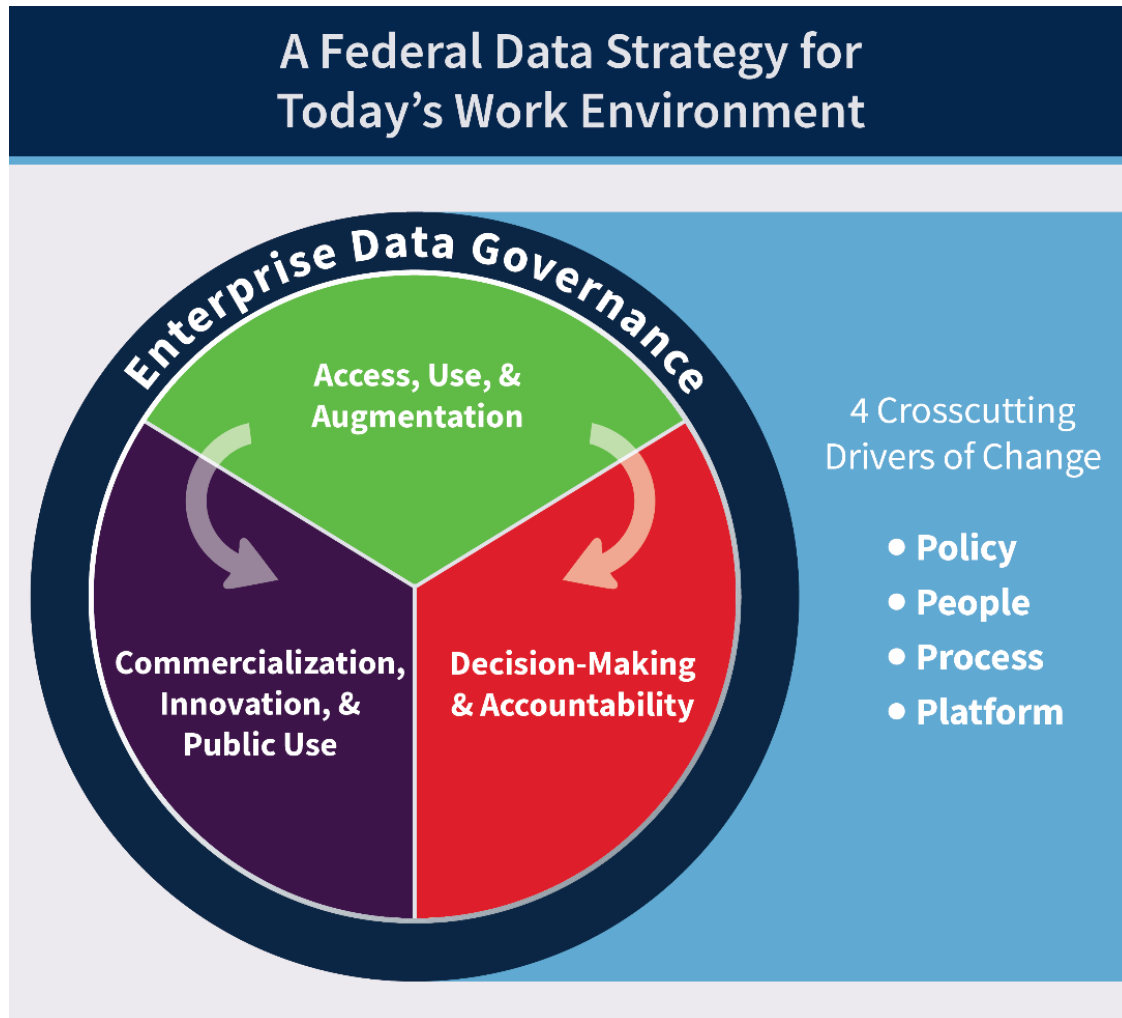 A Federal Data Strategy for
Today’s Work Environment
Enterprise Data Governance
Access, Use, &
Augmentation
Commercialization,
Innovation, &
Public Use
Decision-Making
& Accountability
4 Crosscutting
Drivers of Change
• Policy
• People
• Process
• Platform